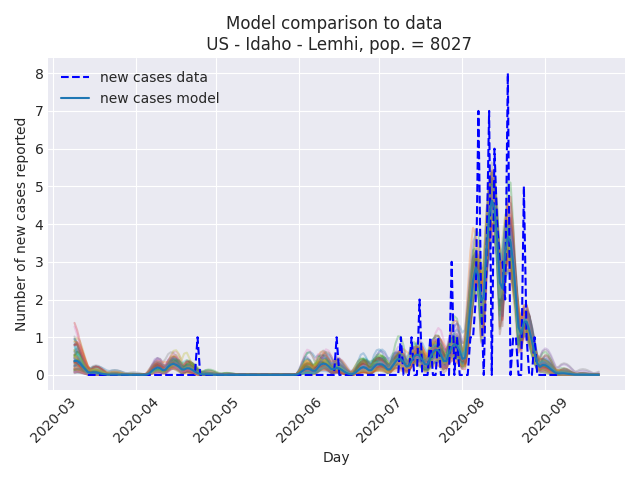 Model comparison to data
US - Idaho - Lemhi, pop. = 8027
new cases data
new cases model
Number of new cases reported
8
7
6
5
4
3
2
1
0
2020-03
2020-04
2020-05
2020-06
2020-07
2020-08
2020-09
Day